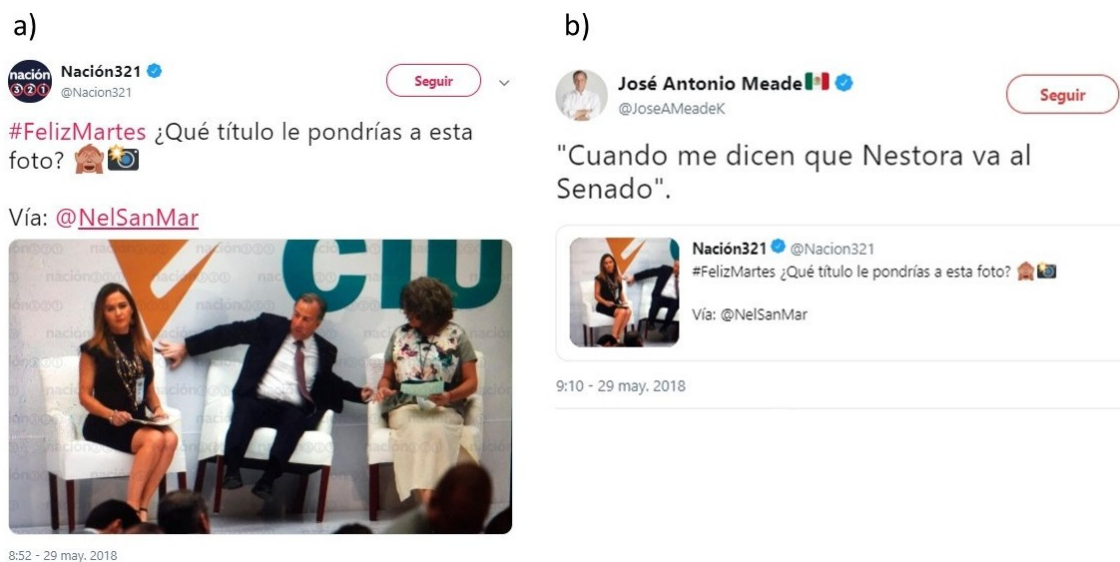 a)
nación
321
Nación321
@Nacion321
Seguir
#FelizMartes ¿Qué título le pondrías a esta
foto? 🙈📸
Vía: @NelSanMar
CIU
8:52 - 29 may. 2018
b)
José Antonio Meade🇲🇽
@JoseAMeadeK
Seguir
"Cuando me dicen que Nestora va al
Senado".
Nación321 @Nacion321
#FelizMartes ¿Qué título le pondrías a esta foto? 🙈📸
Vía: @NelSanMar
9:10 - 29 may. 2018